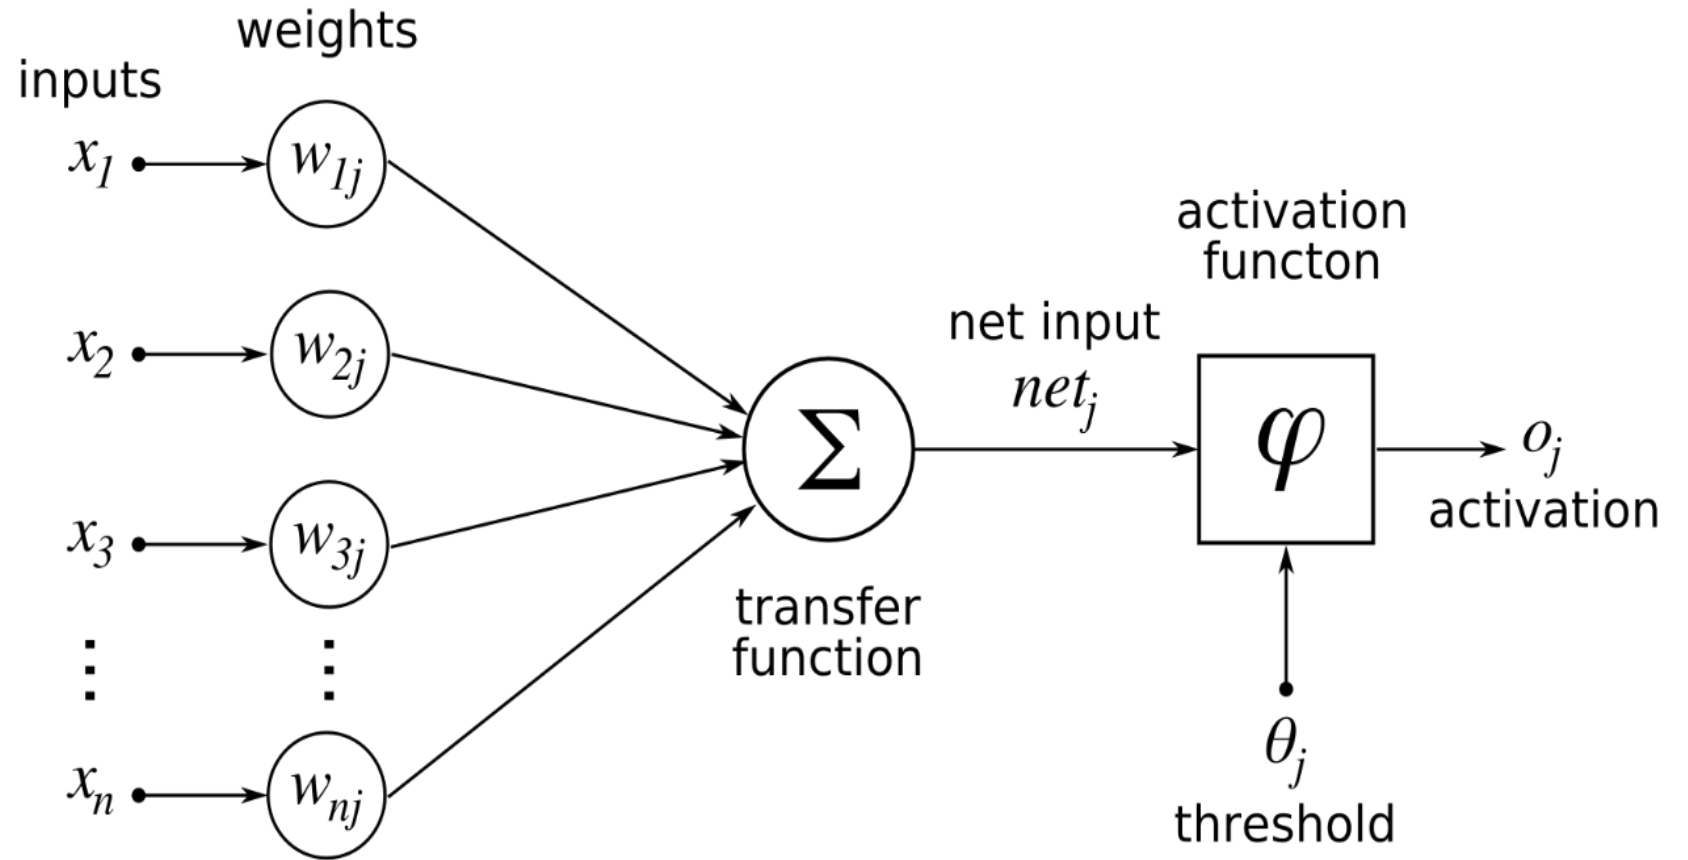 weights
inputs
x1
w1j
x2
w2j
x3
w3j
⋮ ⋮
xn
wnj
Σ
transfer
function
net input
netj
activation
functon
φ
oj
activation
θj
threshold